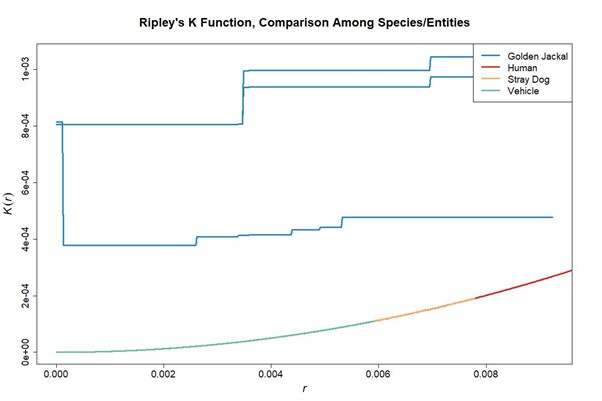 Ripley's K Function, Comparison Among Species/Entities
Golden Jackal
Human
Stray Dog
Vehicle
1e-03
8e-04
6e-04
4e-04
2e-04
0e+00
K(r)
0.000 0.002 0.004 0.006 0.008
r